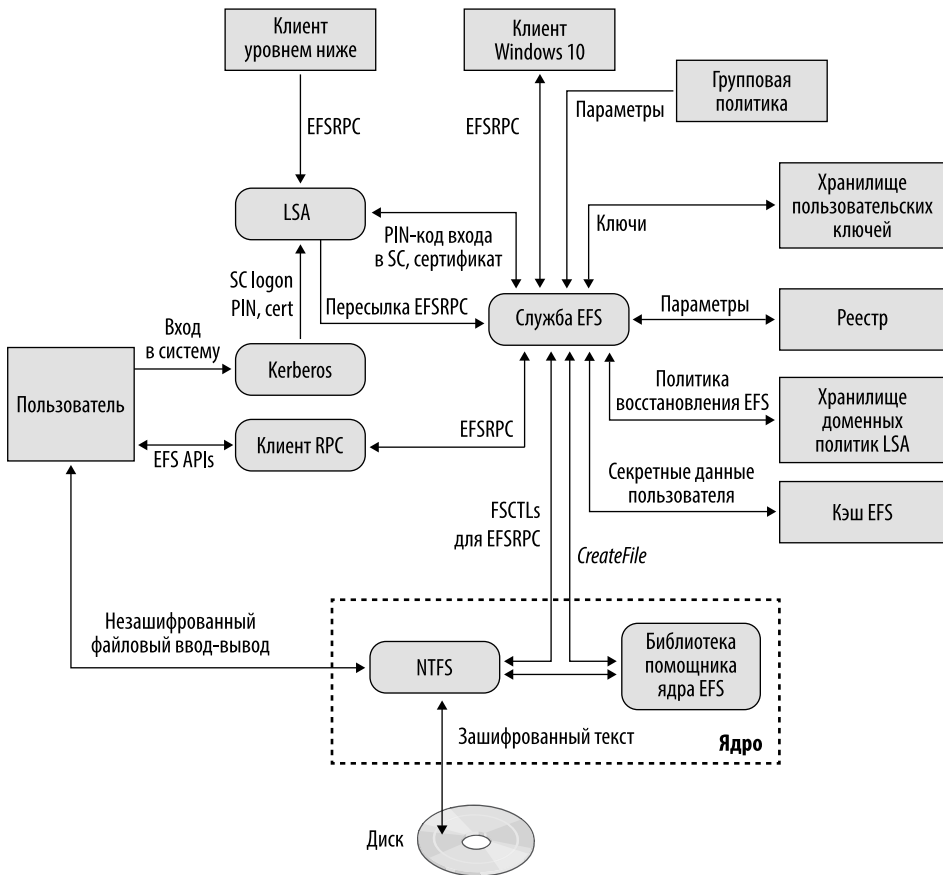 Клиент
уровнем ниже
Клиент
Windows 10
Групповая
политика
Параметры
EFSRPC
EFSRPC
Хранилище
пользовательских
ключей
LSA
Ключи
PIN-код входа
в SC, сертификат
SC logon
PIN, cert
Пересылка EFSRPC
Служба EFS
Параметры
Реестр
Вход
в систему
Kerberos
Пользователь
Политика
восстановления EFS
Хранилище
доменных
политик LSA
EFSRPC
Клиент RPC
EFS APIs
Секретные данные
пользователя
Кэш EFS
FSCTLs
для EFSRPC
CreateFile
Незашифрованный
файловый ввод-вывод
NTFS
Библиотека
помощника
ядра EFS
Зашифрованный текст
Ядро
Диск